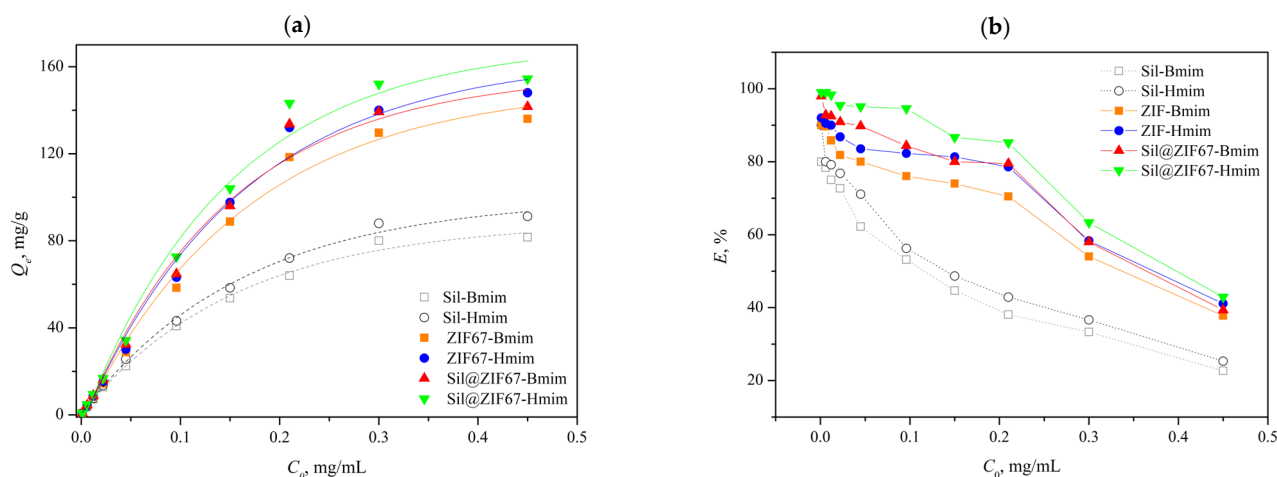 (a)
160
120
80
40
0
Qe, mg/g
Sil-Bmim
Sil-Hmim
ZIF67-Bmim
ZIF67-Hmim
Sil@ZIF67-Bmim
Sil@ZIF67-Hmim
0.0 0.1 0.2 0.3 0.4 0.5
C0, mg/mL
(b)
100
80
60
40
20
E, %
Sil-Bmim
Sil-Hmim
ZIF-Bmim
ZIF-Hmim
Sil@ZIF67-Bmim
Sil@ZIF67-Hmim
0.0 0.1 0.2 0.3 0.4 0.5
C0, mg/mL